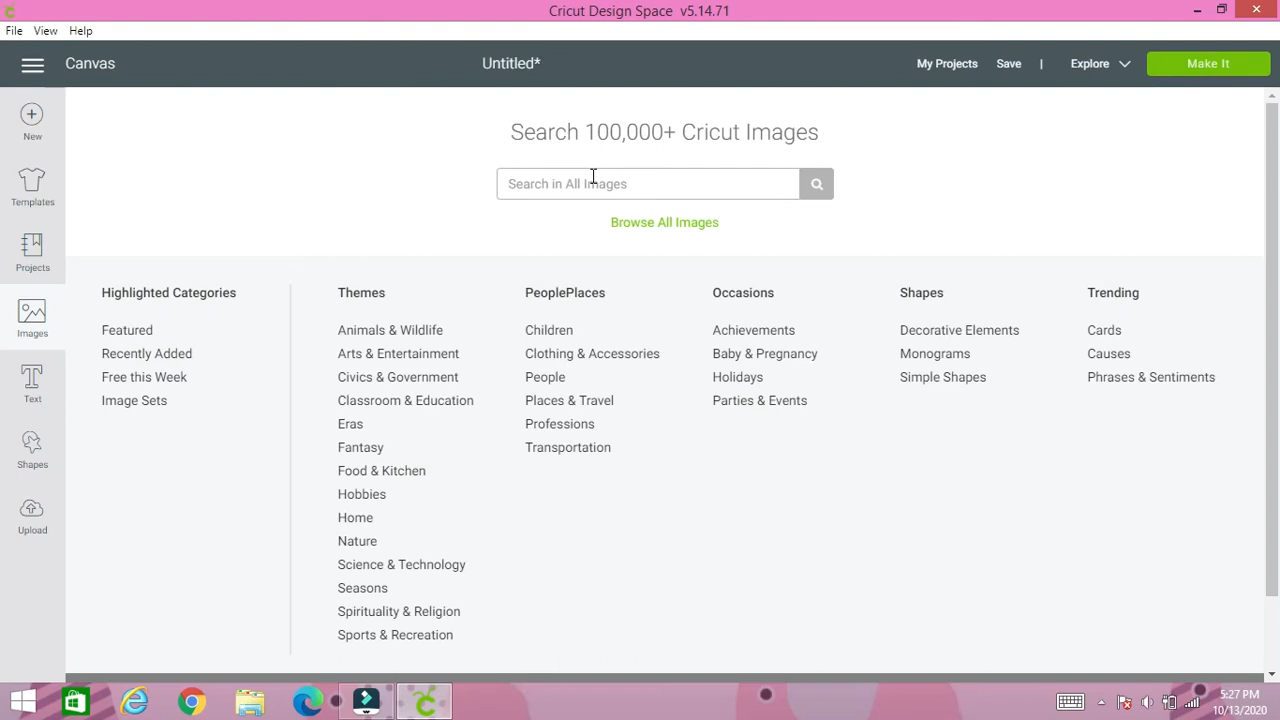 Cricut Design Space v5.14.71
File View Help
Canvas
Untitled*
My Projects Save | Explore Make It
New
Templates
Projects
Images
Text
Shapes
Upload
Search 100,000+ Cricut Images
Search in All Images
Browse All Images
Highlighted Categories
Featured
Recently Added
Free this Week
Image Sets
Themes
Animals & Wildlife
Arts & Entertainment
Civics & Government
Classroom & Education
Eras
Fantasy
Food & Kitchen
Hobbies
Home
Nature
Science & Technology
Seasons
Spirituality & Religion
Sports & Recreation
PeoplePlaces
Children
Clothing & Accessories
People
Places & Travel
Professions
Transportation
Occasions
Achievements
Baby & Pregnancy
Holidays
Parties & Events
Shapes
Decorative Elements
Monograms
Simple Shapes
Trending
Cards
Causes
Phrases & Sentiments
5:27 PM
10/13/2020